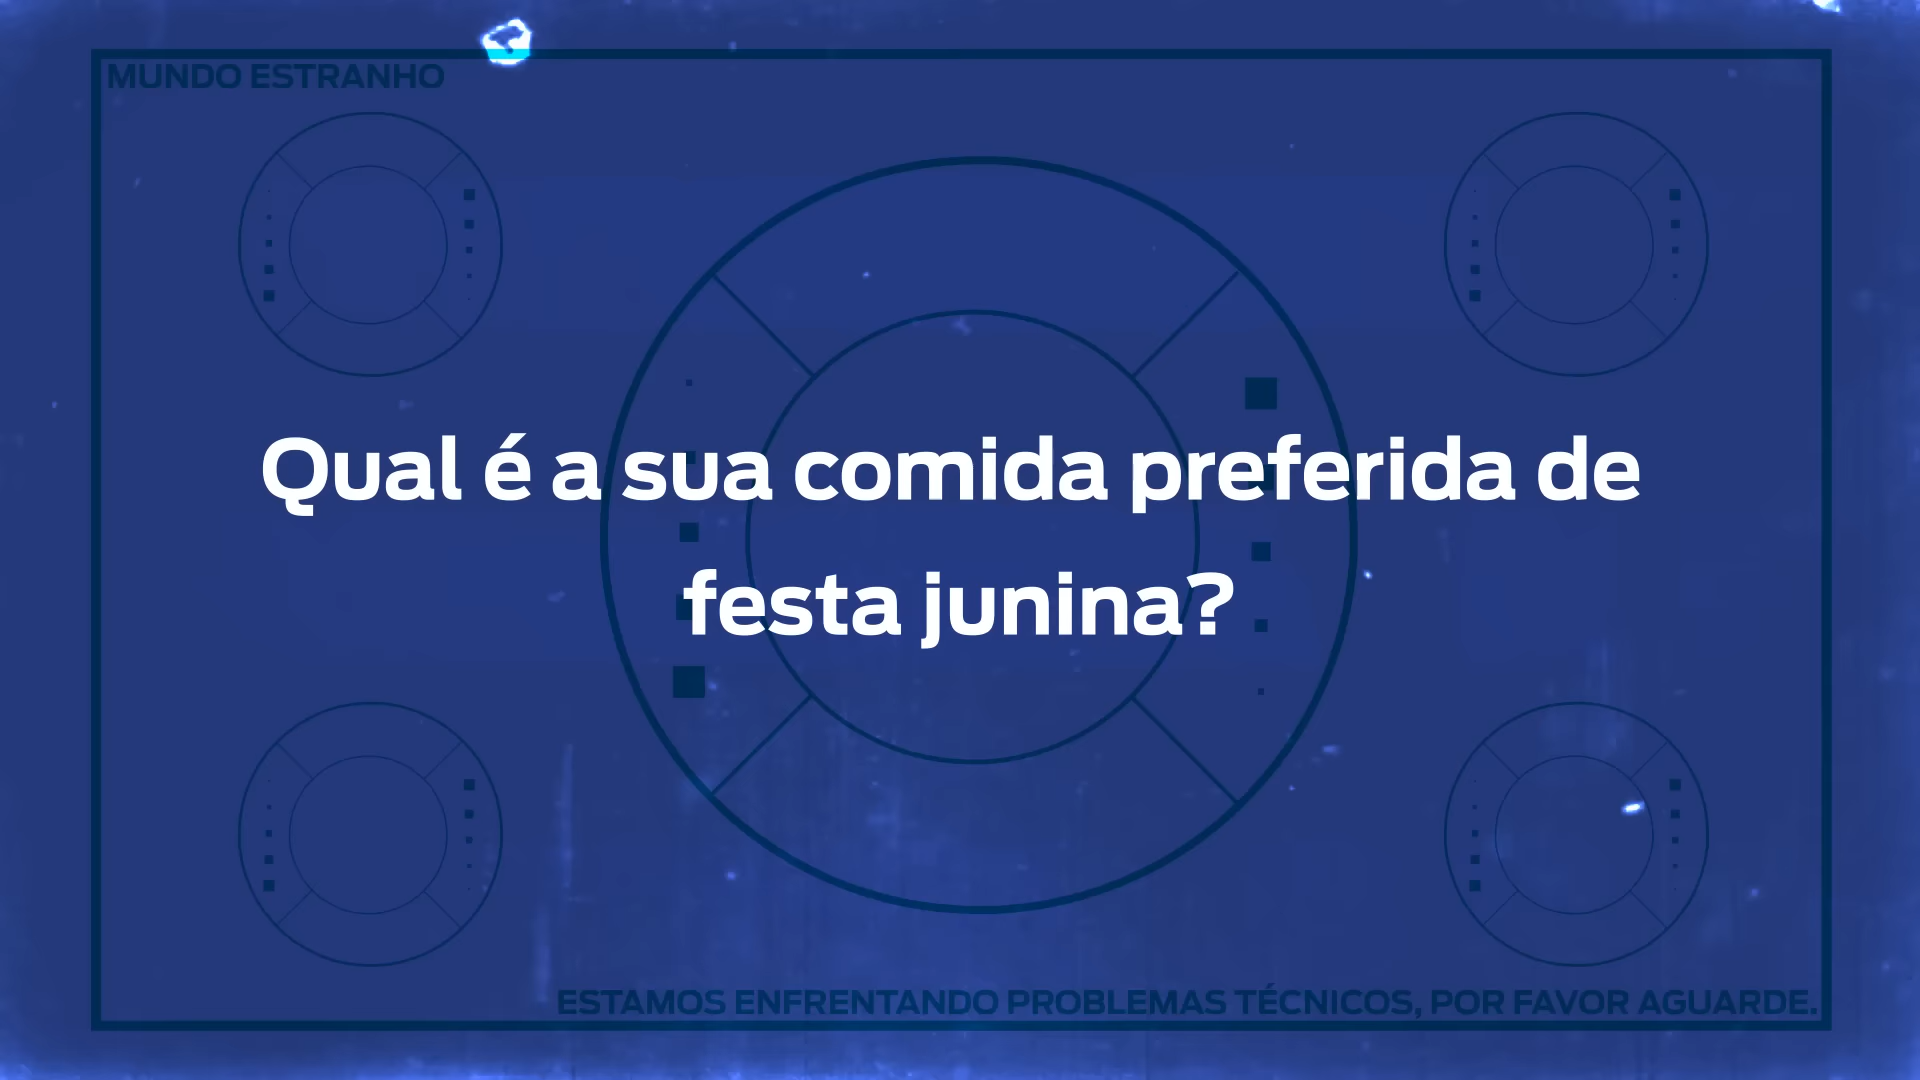 MUNDO ESTRANHO
Qual é a sua comida preferida de
festa junina?
ESTAMOS ENFRENTANDO PROBLEMAS TÉCNICOS, POR FAVOR AGUARDE.